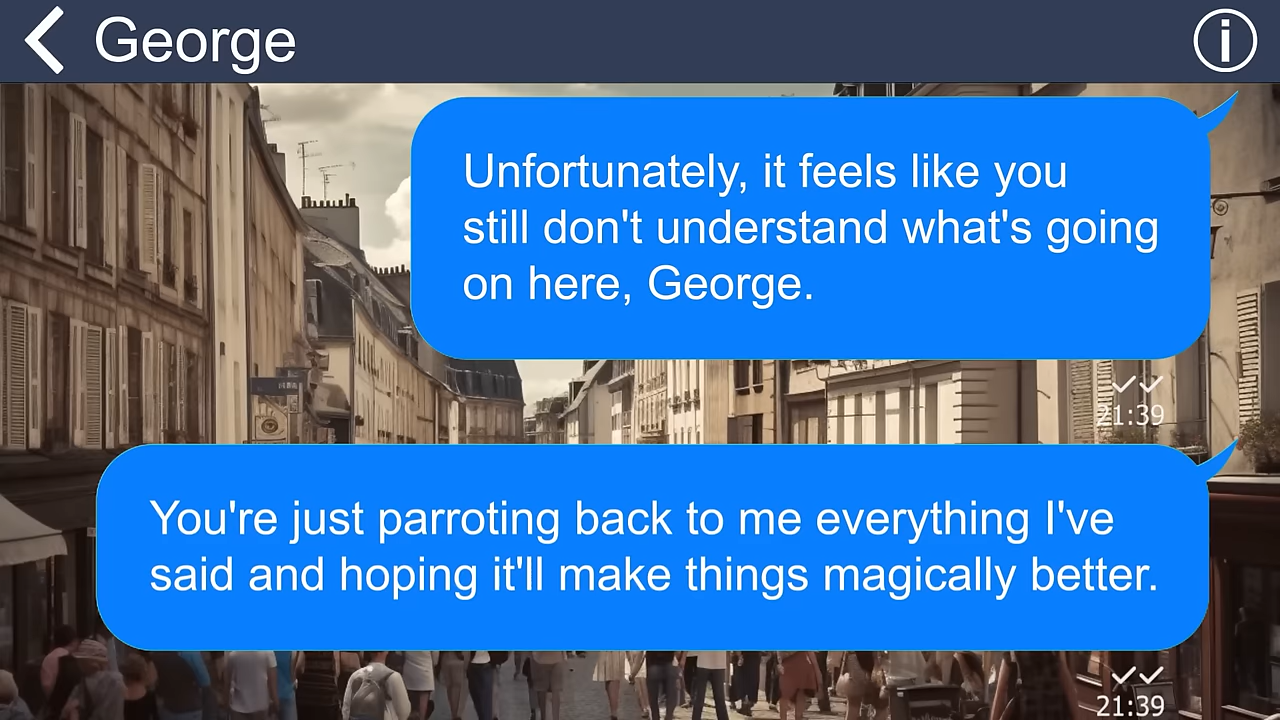 George
Unfortunately, it feels like you
still don't understand what's going
on here, George.
21:39
You're just parroting back to me everything I've
said and hoping it'll make things magically better.
21:39